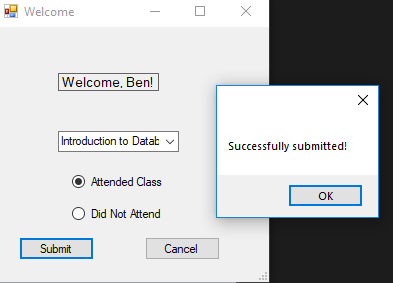 Welcome
Welcome, Ben!
Introduction to Datab
Attended Class
Did Not Attend
Submit
Cancel
Successfully submitted!
OK